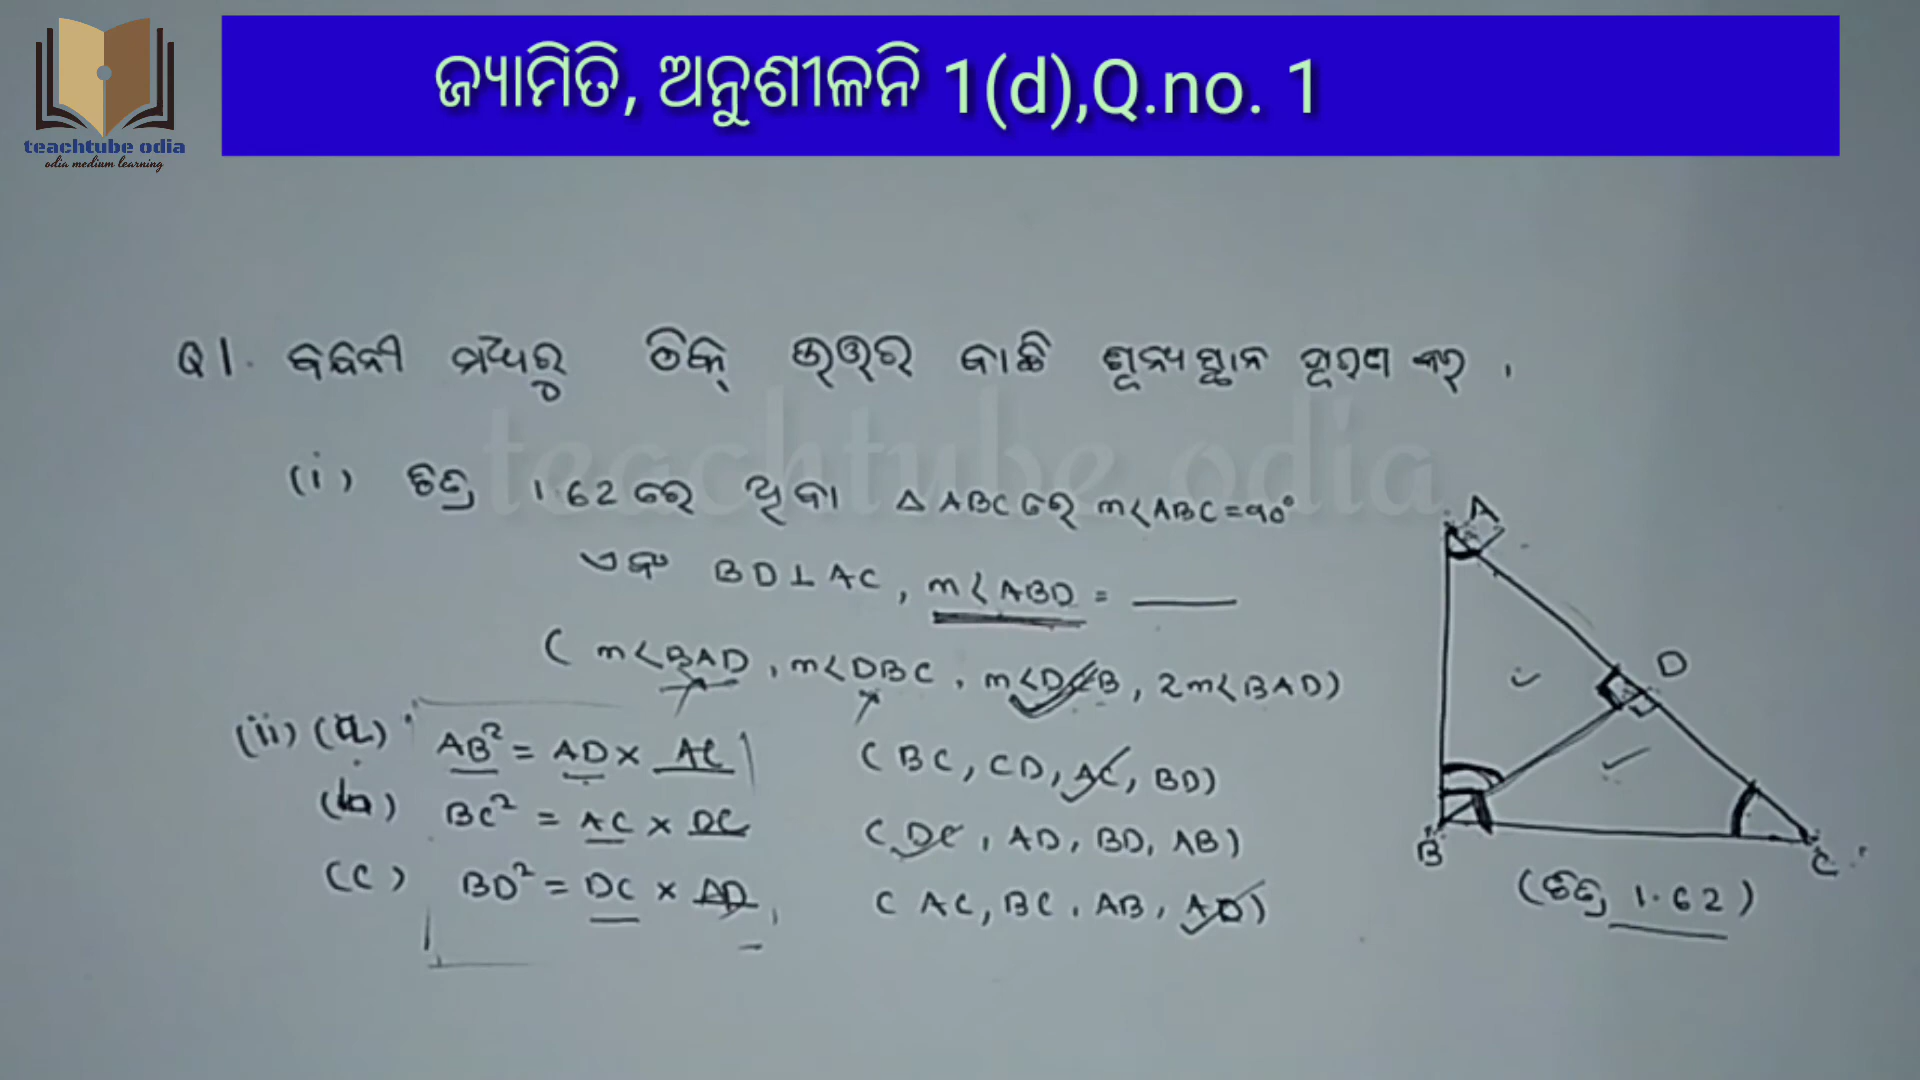 ଜ୍ୟାମିତି, ଅନୁଶୀଳନି 1(d),Q.no. 1
teachtube odia
odia medium learning
Q1. ବନ୍ଧନୀ ମଧ୍ୟରୁ ଠିକ୍ ଉତ୍ତର ବାଛି ଶୂନ୍ୟସ୍ଥାନ ପୂରଣ କର ।
teachtube odia
(i) ଚିତ୍ର 1.62 ରେ ଥିବା △ABC ରେ m<ABC=90°
ଏବଂ BD⊥AC, m<ABD = ____
( m<BAD, m<DBC, m<DCB, 2m<BAD)
(ii) (a) AB² = AD × AC (BC, CD, AC, BD)
(b) BC² = AC × DC (DC, AD, BD, AB)
(c) BD² = DC × AD (AC, BC, AB, AD)
A
D
B
C
(ଚିତ୍ର 1.62)